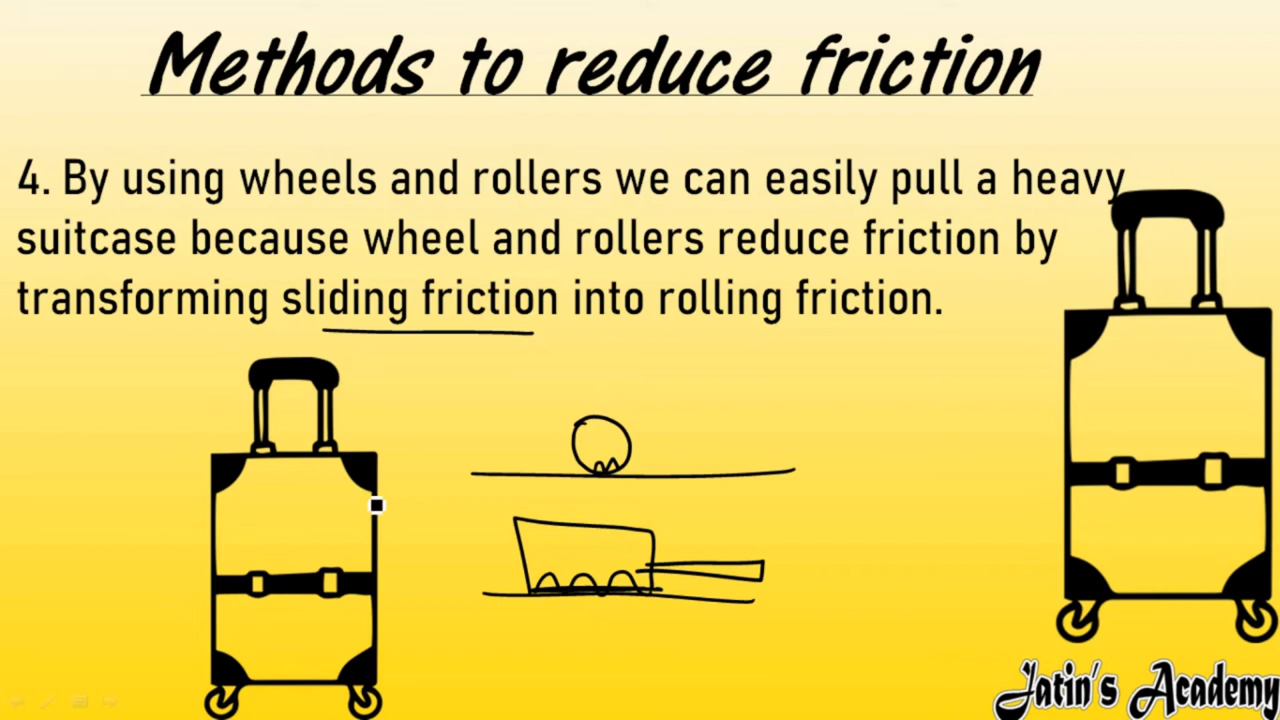 Methods to reduce friction
4. By using wheels and rollers we can easily pull a heavy
suitcase because wheel and rollers reduce friction by
transforming sliding friction into rolling friction.
Jatin's Academy